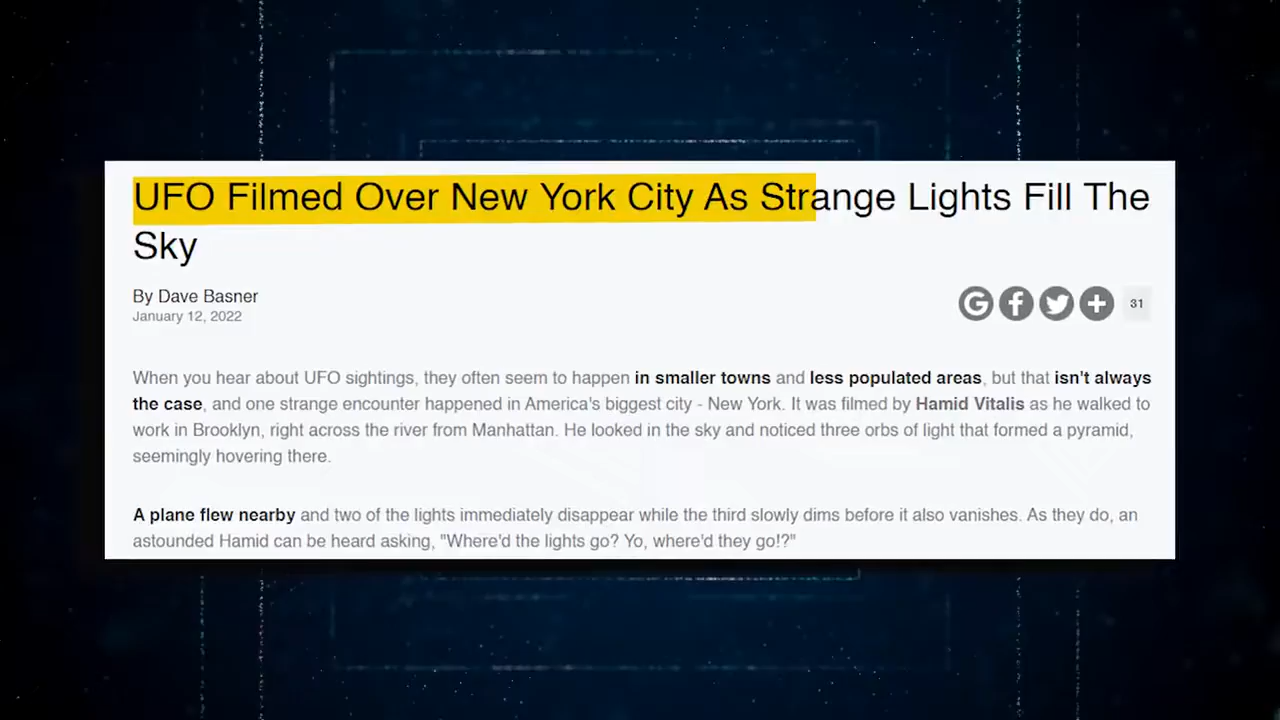 UFO Filmed Over New York City As Strange Lights Fill The
Sky
By Dave Basner
January 12, 2022
G f + 31
When you hear about UFO sightings, they often seem to happen in smaller towns and less populated areas, but that isn't always
the case, and one strange encounter happened in America's biggest city - New York. It was filmed by Hamid Vitalis as he walked to
work in Brooklyn, right across the river from Manhattan. He looked in the sky and noticed three orbs of light that formed a pyramid,
seemingly hovering there.
A plane flew nearby and two of the lights immediately disappear while the third slowly dims before it also vanishes. As they do, an
astounded Hamid can be heard asking, "Where'd the lights go? Yo, where'd they go!?"